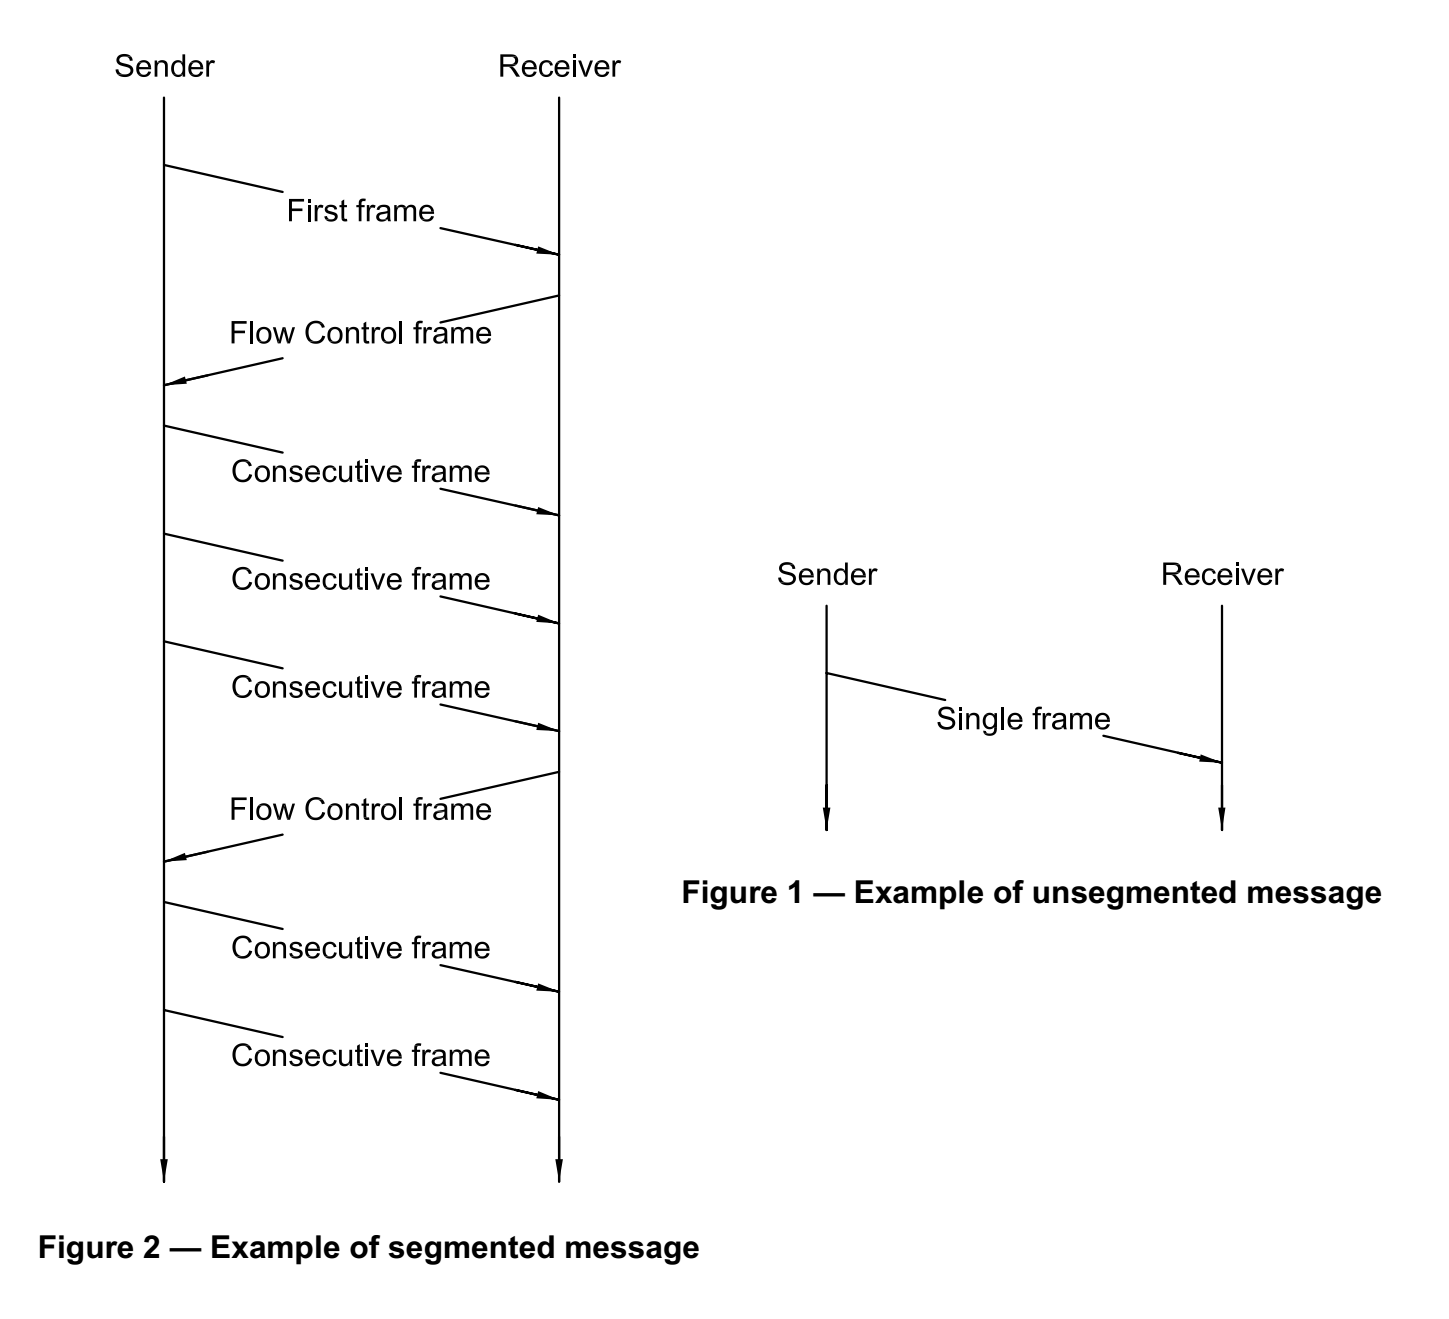 Sender Receiver
First frame
Flow Control frame
Consecutive frame
Consecutive frame
Consecutive frame
Flow Control frame
Consecutive frame
Consecutive frame
Figure 2 — Example of segmented message
Sender Receiver
Single frame
Figure 1 — Example of unsegmented message